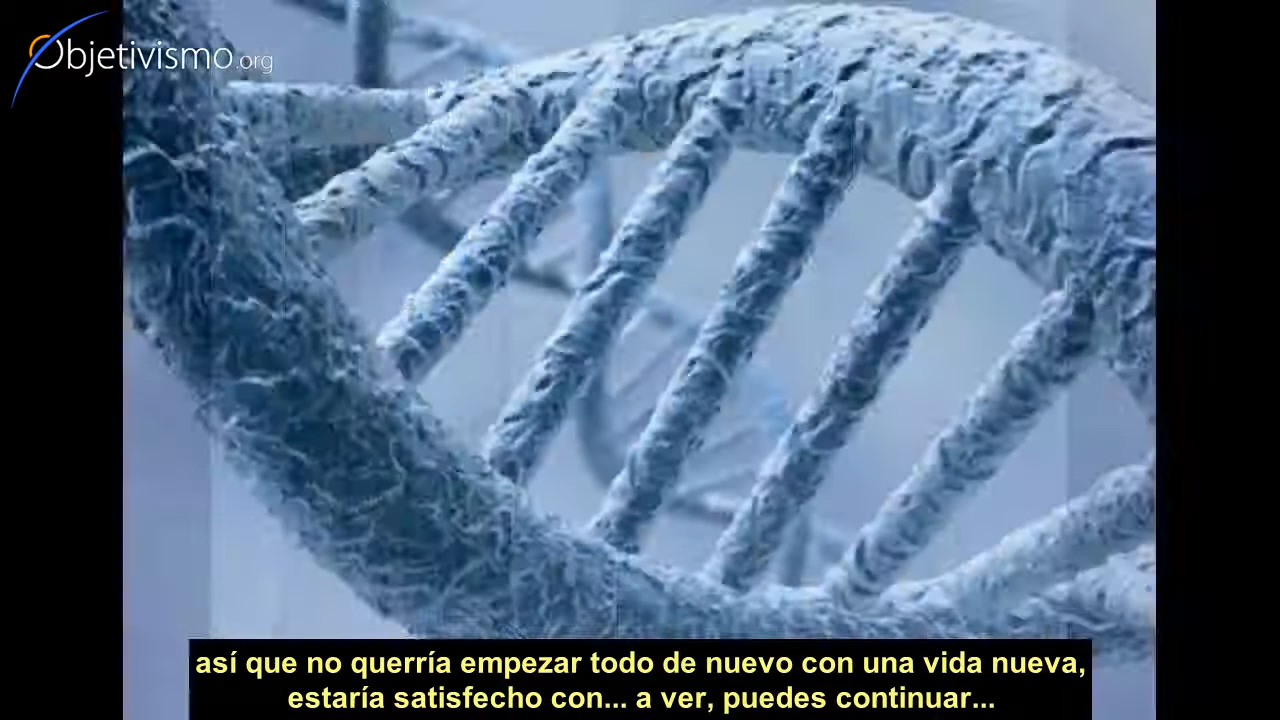 Objetivismo.org
así que no querría empezar todo de nuevo con una vida nueva,
estaría satisfecho con... a ver, puedes continuar...